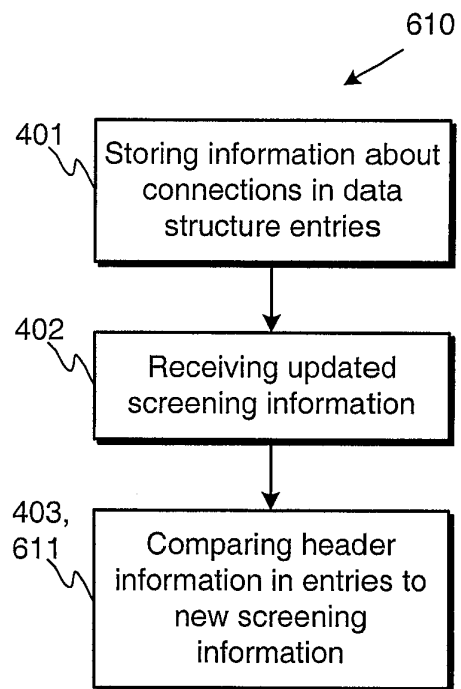 610
401
Storing information about
connections in data
structure entries
402
Receiving updated
screening information
403,
611
Comparing header
information in entries to
new screening
information